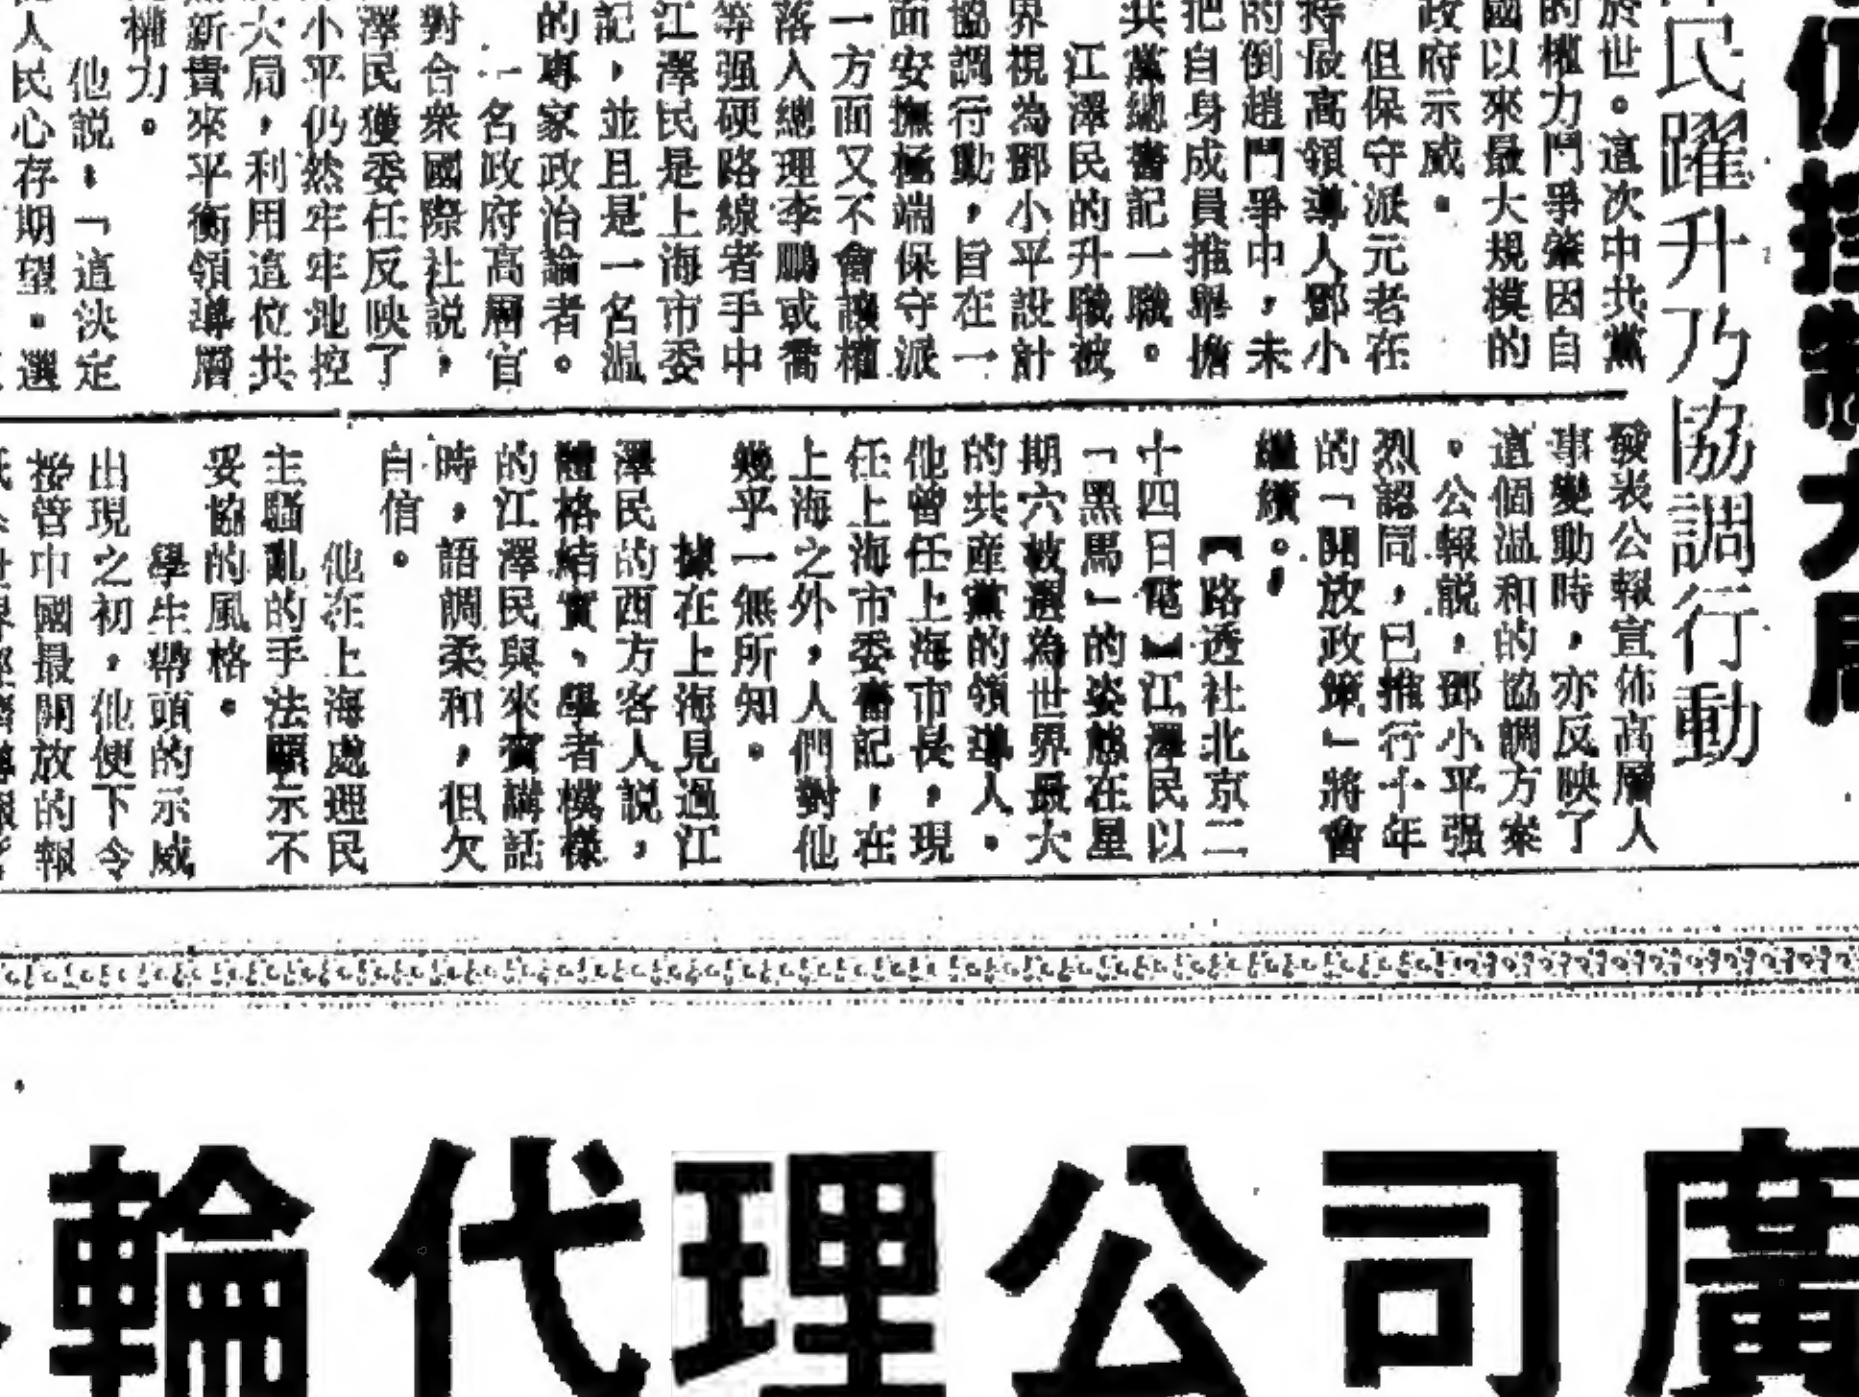 仍控制大局
民躍升乃協調行動
於世。這次中共黨
的權力鬥爭肇因自
國以來最大規模的
政府示威。
但保守派元老在
持最高領導人鄧小
的倒趙鬥爭中,未
把自身成員推舉擔
共黨總書記一職。
江澤民的升職被
界視為鄧小平設計
協調行動,旨在一
面安撫極端保守派
一方面又不會讓權
落入總理李鵬或喬
等强硬路線者手中
江澤民是上海市委
記,並且是一名温
的專家政治論者。
一名政府高層官
對合衆國際社説,
澤民獲委任反映了
小平仍然牢牢地控
大局,利用這位共
新貴來平衡領導層
權力。
他説:「這決定
人民心存期望。選
發表公報宣佈高層人
事變動時,亦反映了
這個温和的協調方案
。公報説,鄧小平强
烈認同,已推行十年
的「開放政策」將會
繼續。
【路透社北京二
十四日電】江澤民以
「黑馬」的姿態在星
期六被選為世界最大
的共産黨的領導人。
他曾任上海市長,現
任上海市委書記,在
上海之外,人們對他
幾乎一無所知。
據在上海見過江
澤民的西方客人説,
體格結實、學者模樣
的江澤民與來賓講話
時,語調柔和,但欠
自信。
他在上海處理民
主騷亂的手法顯示不
妥協的風格。
學生帶頭的示威
出現之初,他便下令
接管中國最開放的報
廣司公理代輪